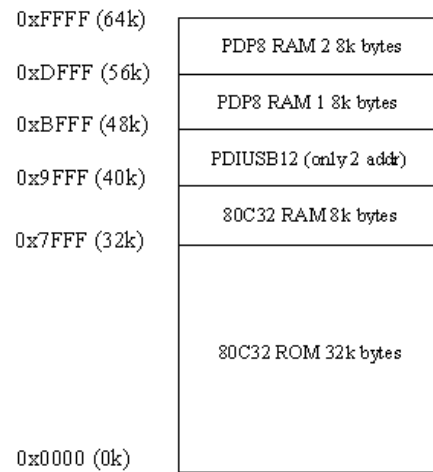 0xFFFF (64k)
PDP8 RAM 2 8k bytes
0xDFFF (56k)
PDP8 RAM 1 8k bytes
0xBFFF (48k)
PDIUSB12 (only 2 addr)
0x9FFF (40k)
80C32 RAM 8k bytes
0x7FFF (32k)
80C32 ROM 32k bytes
0x0000 (0k)